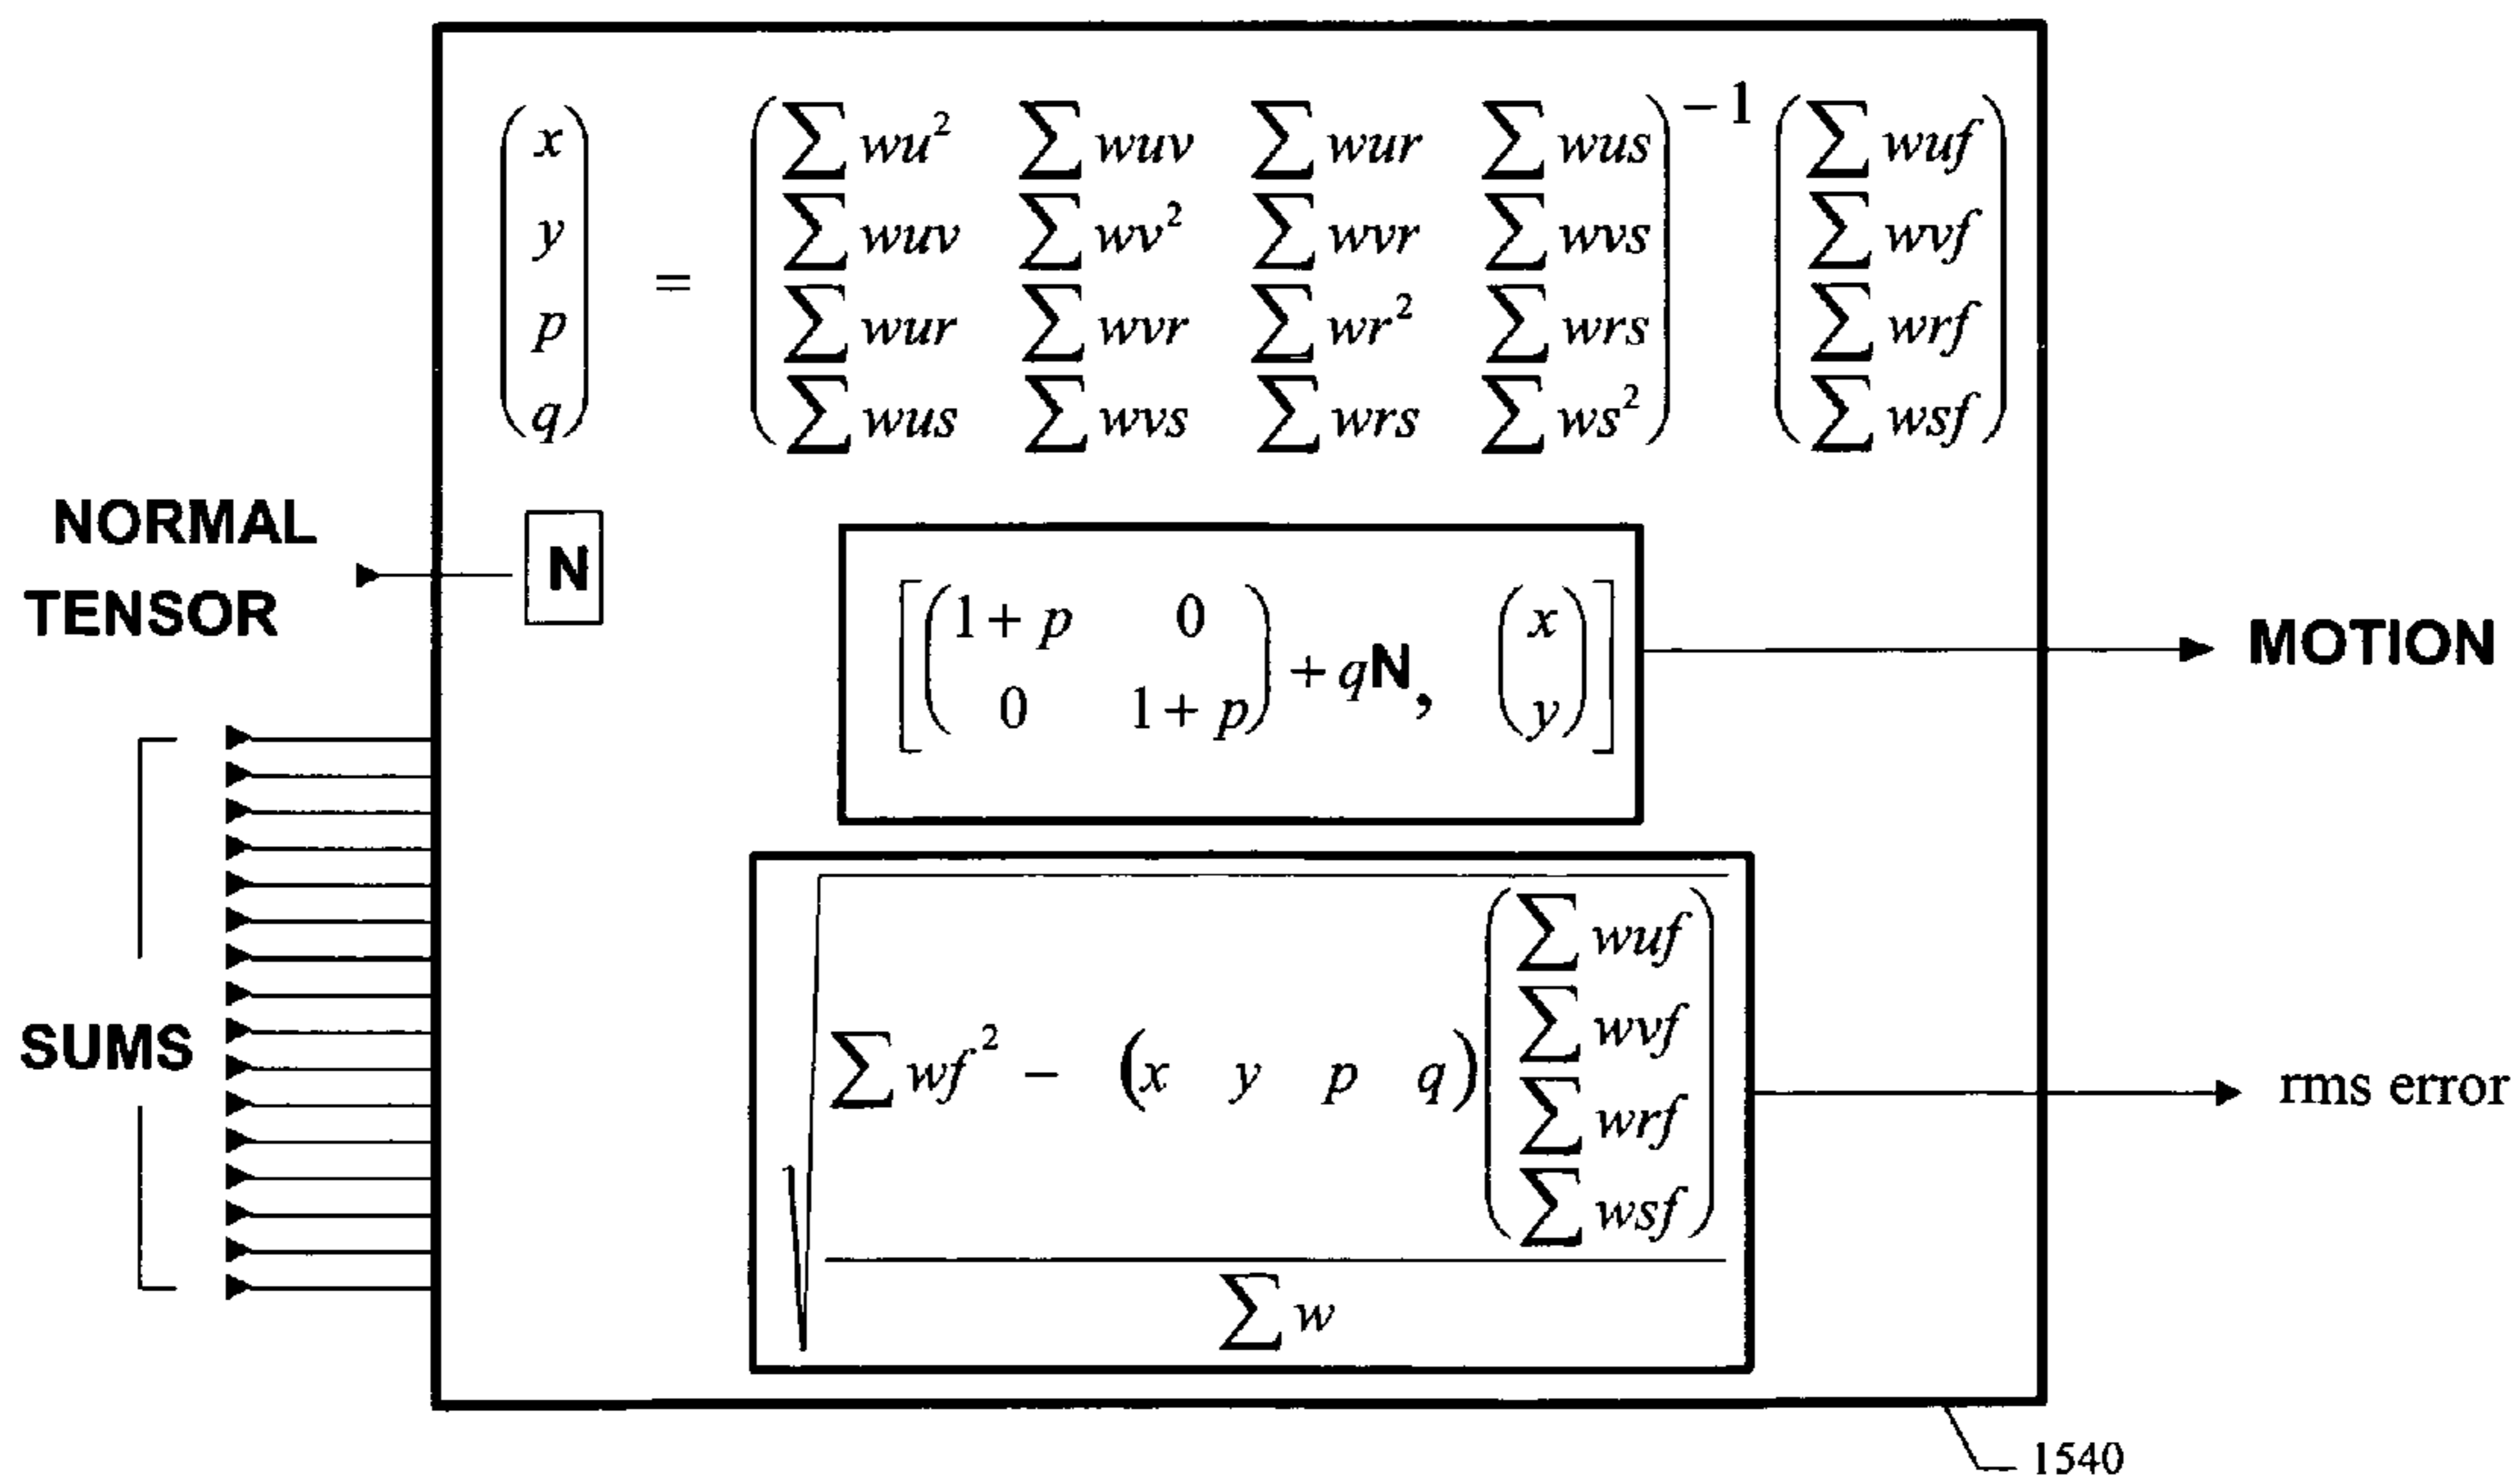 (x y p q)ᵀ = (∑wu² ∑wuv ∑wur ∑wus
∑wuv ∑wv² ∑wvr ∑wvs
∑wur ∑wvr ∑wr² ∑wrs
∑wus ∑wvs ∑wrs ∑ws²)⁻¹ (∑wuf ∑wvf ∑wrf ∑wsf)ᵀ
NORMAL
TENSOR
N
[(1+p 0
0 1+p) + qN, (x y)ᵀ]
MOTION
SUMS
√((∑wf² − (x y p q)(∑wuf ∑wvf ∑wrf ∑wsf)ᵀ) / ∑w)
rms error
1540